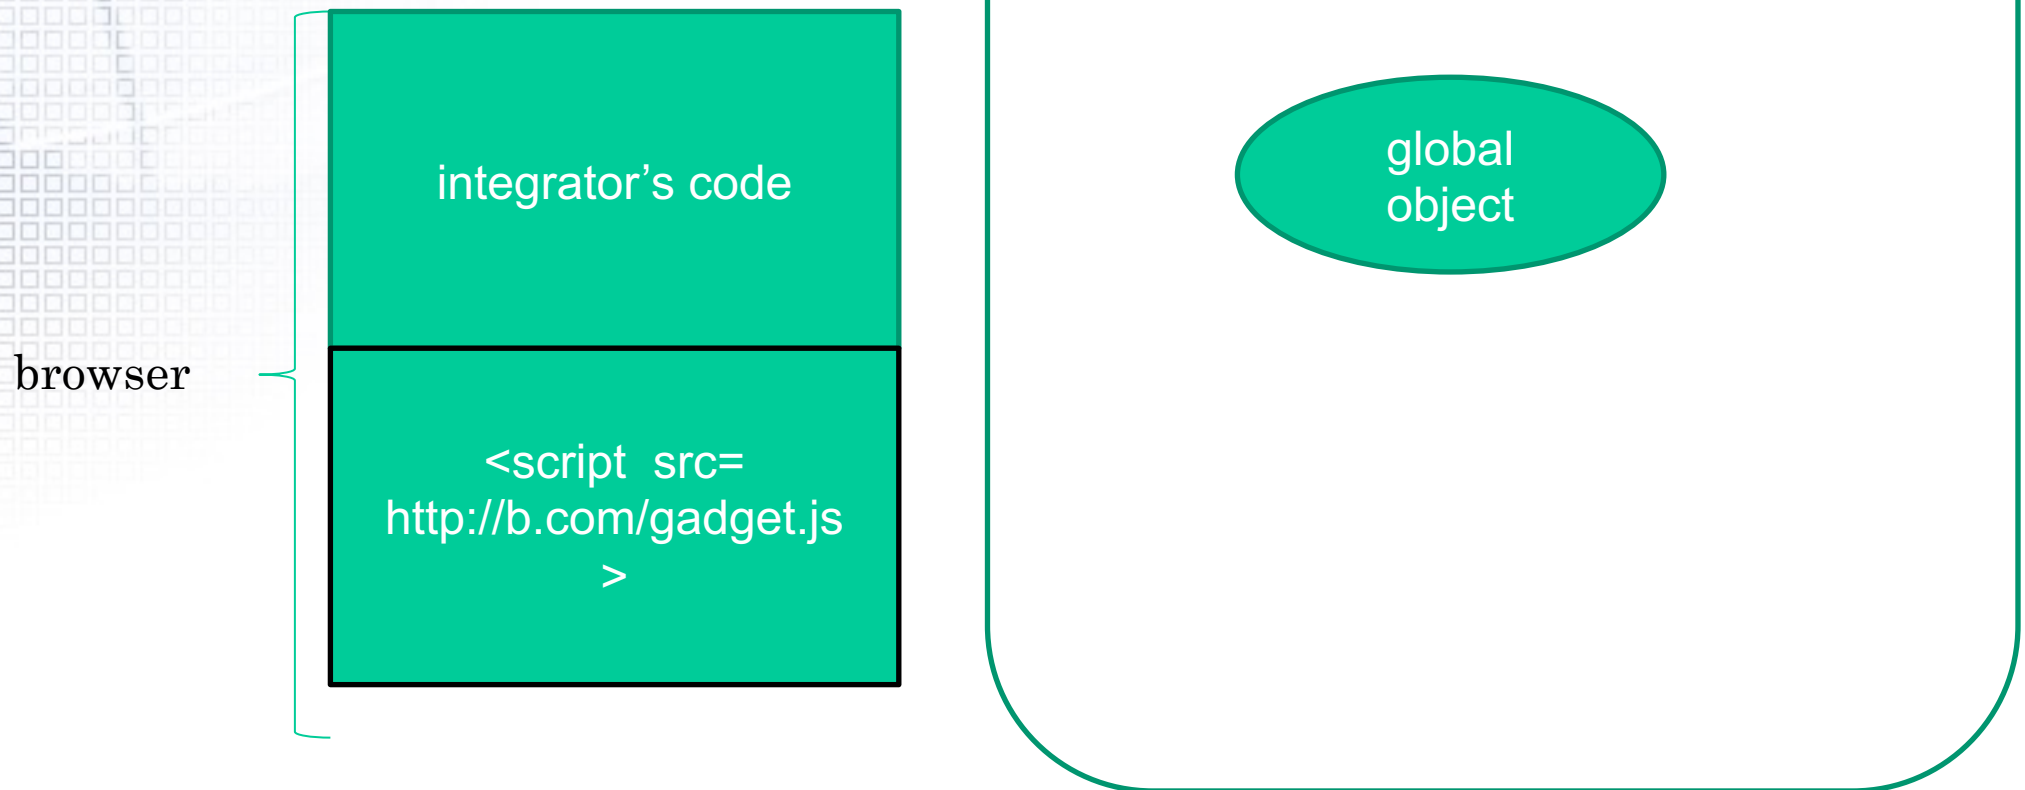 integrator’s code
global
object
browser
<script  src=
http://b.com/gadget.js
>